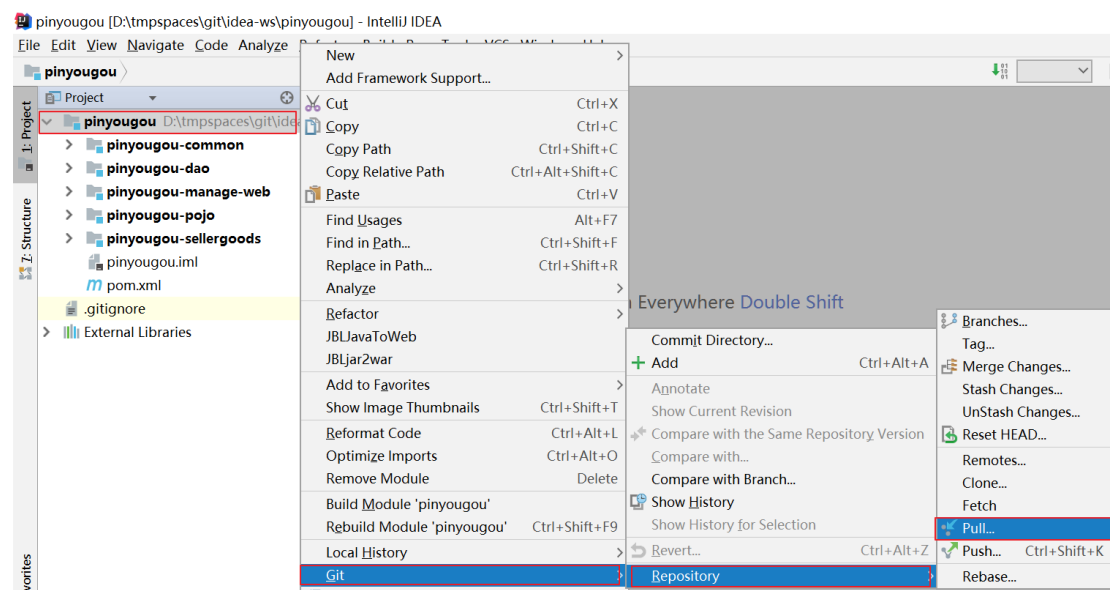 pinyougou [D:\tmpspaces\git\idea-ws\pinyougou] - IntelliJ IDEA
File Edit View Navigate Code Analyze
pinyougou
Project
1: Project
7: Structure
pinyougou D:\tmpspaces\git\idea
pinyougou-common
pinyougou-dao
pinyougou-manage-web
pinyougou-pojo
pinyougou-sellergoods
pinyougou.iml
pom.xml
.gitignore
External Libraries
New
Add Framework Support...
Cut Ctrl+X
Copy Ctrl+C
Copy Path Ctrl+Shift+C
Copy Relative Path Ctrl+Alt+Shift+C
Paste Ctrl+V
Find Usages Alt+F7
Find in Path... Ctrl+Shift+F
Replace in Path... Ctrl+Shift+R
Analyze
Refactor
JBLJavaToWeb
JBLjar2war
Add to Favorites
Show Image Thumbnails Ctrl+Shift+T
Reformat Code Ctrl+Alt+L
Optimize Imports Ctrl+Alt+O
Remove Module Delete
Build Module 'pinyougou'
Rebuild Module 'pinyougou' Ctrl+Shift+F9
Local History
Git
Everywhere Double Shift
Commit Directory...
Add Ctrl+Alt+A
Annotate
Show Current Revision
Compare with the Same Repository Version
Compare with...
Compare with Branch...
Show History
Show History for Selection
Revert... Ctrl+Alt+Z
Repository
Branches...
Tag...
Merge Changes...
Stash Changes...
UnStash Changes...
Reset HEAD...
Remotes...
Clone...
Fetch
Pull...
Push... Ctrl+Shift+K
Rebase...